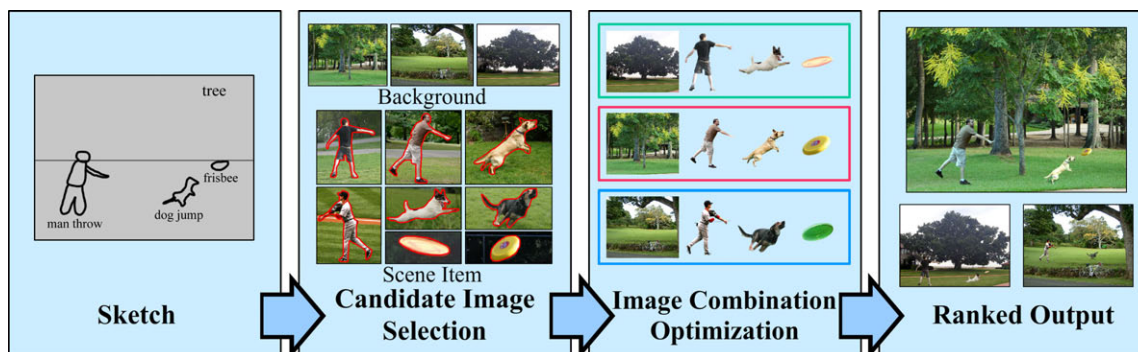 tree
frisbee
dog jump
man throw
Sketch
Background
Scene Item
Candidate Image
Selection
Image Combination
Optimization
Ranked Output